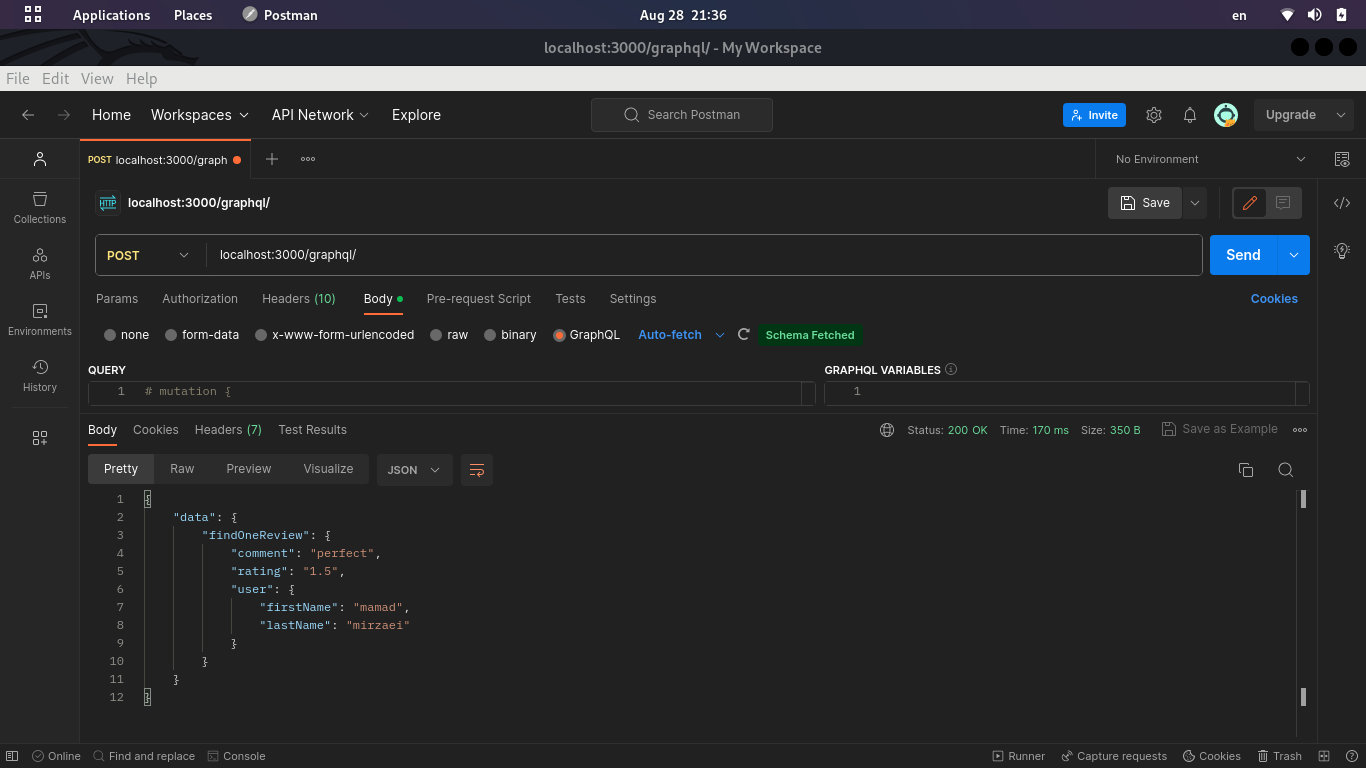 Applications Places Postman Aug 28 21:36 en
localhost:3000/graphql/ - My Workspace
File Edit View Help
Home Workspaces API Network Explore Search Postman Invite Upgrade
POST localhost:3000/graph No Environment
localhost:3000/graphql/ Save
HTTP
Collections
POST localhost:3000/graphql/ Send
APIs
Params Authorization Headers (10) Body Pre-request Script Tests Settings Cookies
Environments
none form-data x-www-form-urlencoded raw binary GraphQL Auto-fetch Schema Fetched
QUERY GRAPHQL VARIABLES
History
1 # mutation { 1
Body Cookies Headers (7) Test Results Status: 200 OK Time: 170 ms Size: 350 B Save as Example
Pretty Raw Preview Visualize JSON
1 {
2 "data": {
3 "findOneReview": {
4 "comment": "perfect",
5 "rating": "1.5",
6 "user": {
7 "firstName": "mamad",
8 "lastName": "mirzaei"
9 }
10 }
11 }
12 }
Online Find and replace Console Runner Capture requests Cookies Trash